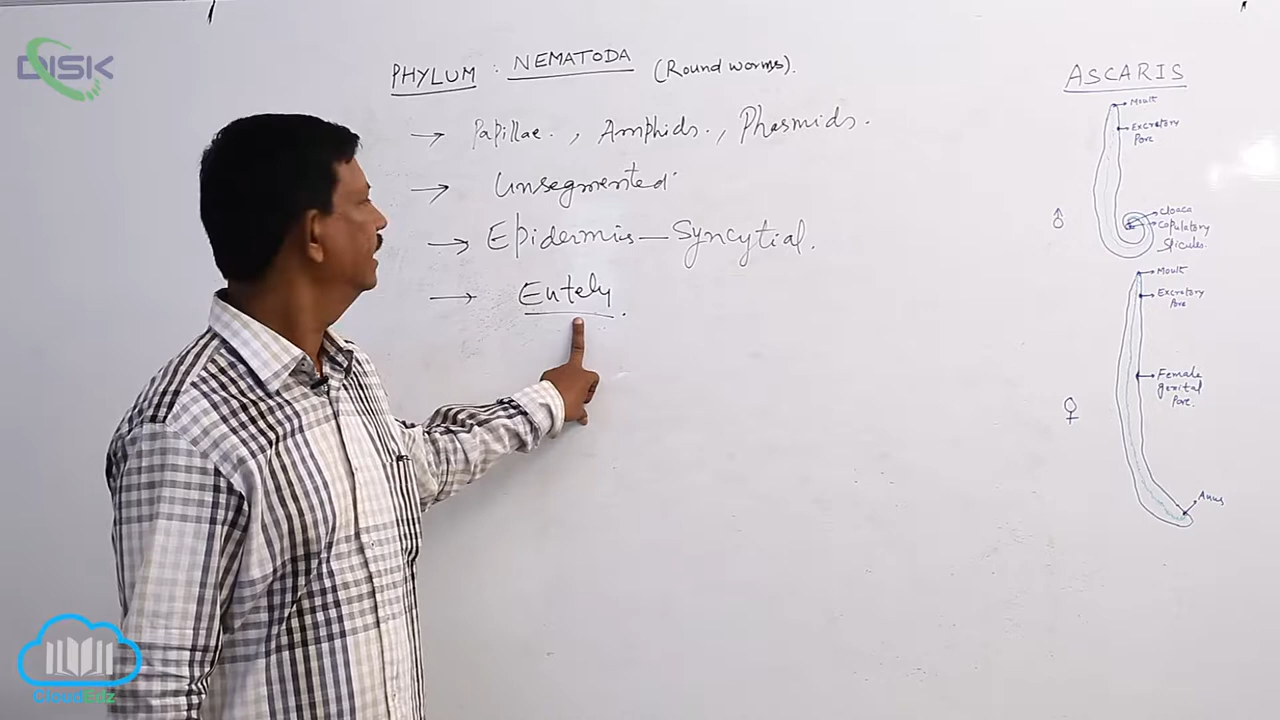 DISK
PHYLUM : NEMATODA (Round worms).
→ Papillae. , Amphids. , Phasmids.
→ Unsegmented
→ Epidermis — Syncytial.
→ Eutely.
ASCARIS
Mouth
Excretory
Pore
♂
Cloaca
Copulatory
Spicules.
Mouth
Excretory
Pore
♀
Female
genital
Pore.
Anus
CloudEdz